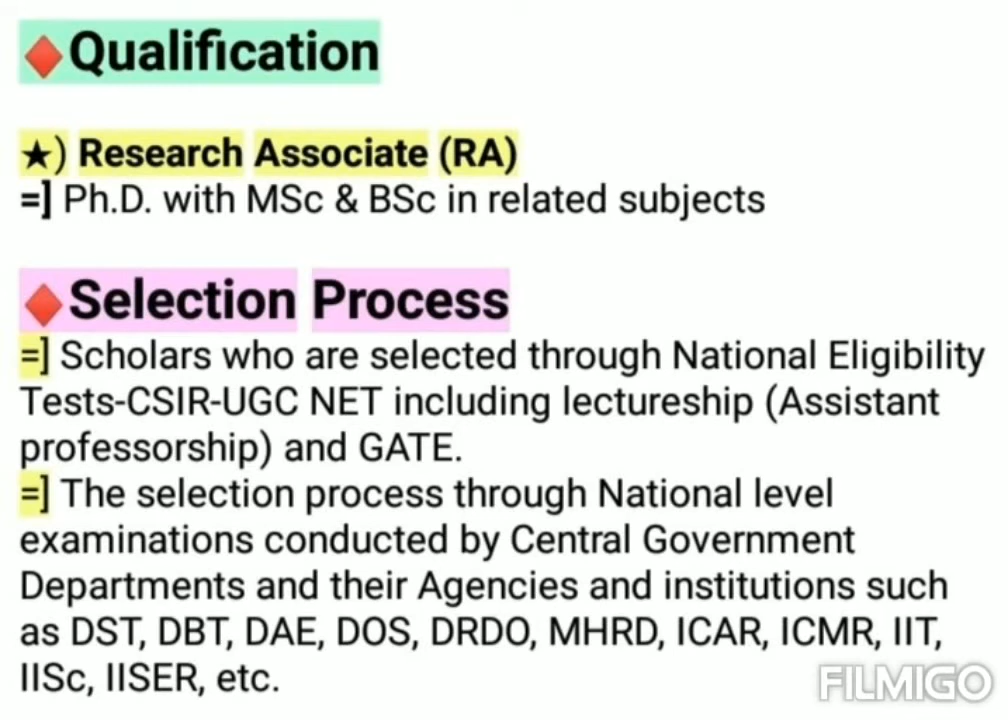 ♦Qualification
★) Research Associate (RA)
=] Ph.D. with MSc & BSc in related subjects
♦Selection Process
=] Scholars who are selected through National Eligibility
Tests-CSIR-UGC NET including lectureship (Assistant
professorship) and GATE.
=] The selection process through National level
examinations conducted by Central Government
Departments and their Agencies and institutions such
as DST, DBT, DAE, DOS, DRDO, MHRD, ICAR, ICMR, IIT,
IISc, IISER, etc.
FILMIGO